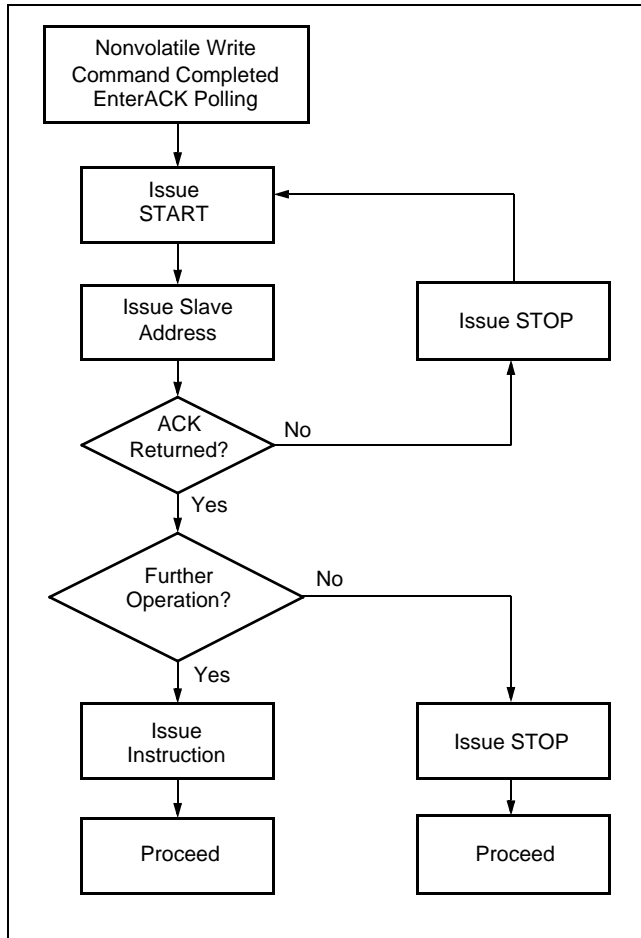 Nonvolatile Write
Command Completed
EnterACK Polling
Issue
START
Issue Slave
Address
Issue STOP
ACK
Returned?
No
Yes
Further
Operation?
No
Yes
Issue
Instruction
Issue STOP
Proceed
Proceed